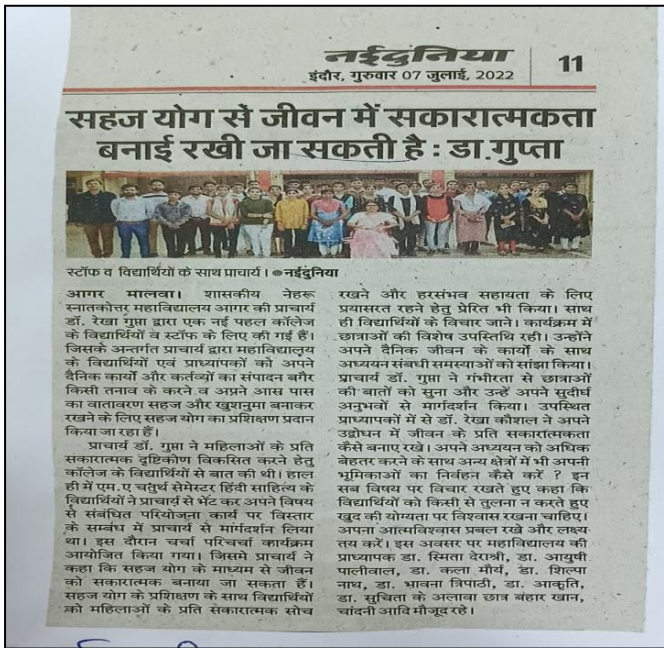 नईदुनिया
इंदौर, गुरुवार 07 जुलाई, 2022
11
सहज योग से जीवन में सकारात्मकता
बनाई रखी जा सकती है : डा.गुप्ता
स्टॉफ व विद्यार्थियों के साथ प्राचार्य। ● नईदुनिया
आगर मालवा। शासकीय नेहरू
स्नातकोत्तर महाविद्यालय आगर की प्राचार्य
डॉ. रेखा गुप्ता द्वारा एक नई पहल कॉलेज
के विद्यार्थियों व स्टॉफ के लिए की गई हैं।
जिसके अन्तर्गत प्राचार्य द्वारा महाविद्यालय
के विद्यार्थियों एवं प्राध्यापकों को अपने
दैनिक कार्यो और कर्तव्यों का संपादन बगैर
किसी तनाव के करने व अपने आस पास
का वातावरण सहज और खुशनुमा बनाकर
रखने के लिए सहज योग का प्रशिक्षण प्रदान
किया जा रहा हैं।
प्राचार्य डॉ. गुप्ता ने महिलाओं के प्रति
सकारात्मक दृष्टिकोण विकसित करने हेतु
कॉलेज के विद्यार्थियों से बात की थी। हाल
ही में एम.ए चतुर्थ सेमेस्टर हिंदी साहित्य के
विद्यार्थियों ने प्राचार्य से भेंट कर अपने विषय
से संबंधित परियोजना कार्य पर विस्तार
के सम्बंध में प्राचार्य से मार्गदर्शन लिया
था। इस दौरान चर्चा परिचर्चा कार्यक्रम
आयोजित किया गया। जिसमे प्राचार्य ने
कहा कि सहज योग के माध्यम से जीवन
को सकारात्मक बनाया जा सकता हैं।
सहज योग के प्रशिक्षण के साथ विद्यार्थियों
को महिलाओं के प्रति सकारात्मक सोच
रखने और हरसंभव सहायता के लिए
प्रयासरत रहने हेतु प्रेरित भी किया। साथ
ही विद्यार्थियों के विचार जाने। कार्यक्रम में
छात्राओं की विशेष उपस्तिथि रही। उन्होंने
अपने दैनिक जीवन के कार्यो के साथ
अध्ययन संबधी समस्याओं को सांझा किया।
प्राचार्य डॉ. गुप्ता ने गंभीरता से छात्राओं
की बातों को सुना और उन्हें अपने सुदीर्घ
अनुभवों से मार्गदर्शन किया। उपस्थित
प्राध्यापकों में से डॉ. रेखा कौशल ने अपने
उद्बोधन में जीवन के प्रति सकारात्मकता
कैसे बनाए रखे। अपने अध्ययन को अधिक
बेहतर करने के साथ अन्य क्षेत्रों में भी अपनी
भूमिकाओं का निर्वहन कैसे करें ? इन
सब विषय पर विचार रखते हुए कहा कि
विद्यार्थियों को किसी से तुलना न करते हुए
खुद की योग्यता पर विश्वास रखना चाहिए।
अपना आत्मविश्वास प्रबल रखे और लक्ष्य
तय करें। इस अवसर पर महाविद्यालय की
प्राध्यापक डा. स्मिता देराश्री, डा. आयुषी
पालीवाल, डा. कला मौर्य, डा. शिल्पा
नाथ, डा. भावना त्रिपाठी, डा. आकृति,
डा. सुचिता के अलावा छात्र बहार खान,
चांदनी आदि मौजूद रहे।